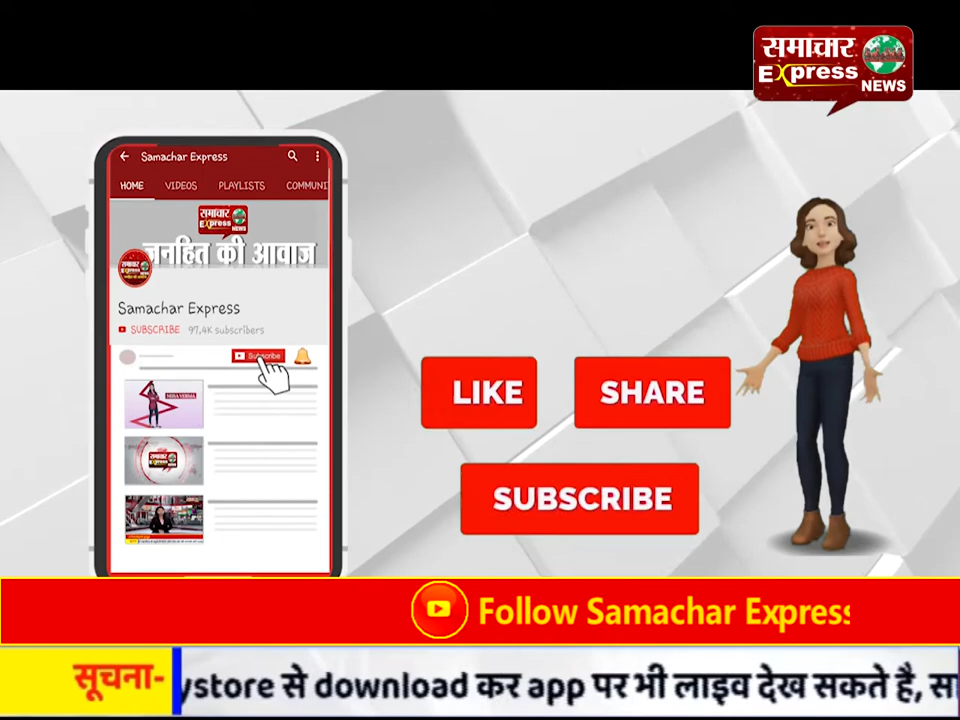 समाचार
Express
NEWS
Samachar Express
HOME VIDEOS PLAYLISTS COMMUNI
समाचार
Express
NEWS
जनहित की आवाज
Samachar Express
SUBSCRIBE 97.4K subscribers
Subscribe
LIKE SHARE
SUBSCRIBE
Follow Samachar Express
सूचना- ystore से download कर app पर भी लाइव देख सकते है,